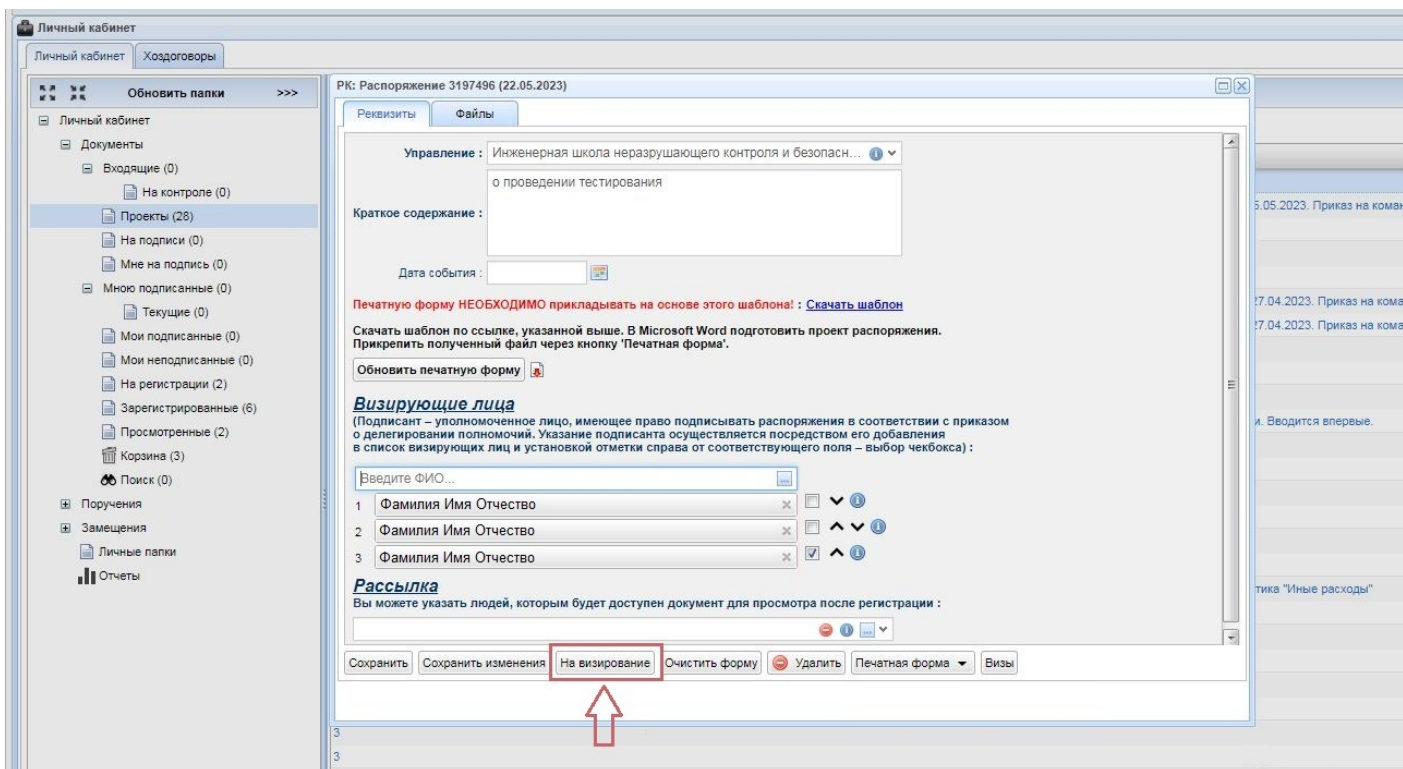 Личный кабинет
Личный кабинет Хоздоговоры
Обновить папки >>>
Личный кабинет
Документы
Входящие (0)
На контроле (0)
Проекты (28)
На подписи (0)
Мне на подпись (0)
Мною подписанные (0)
Текущие (0)
Мои подписанные (0)
Мои неподписанные (0)
На регистрации (2)
Зарегистрированные (6)
Просмотренные (2)
Корзина (3)
Поиск (0)
Поручения
Замещения
Личные папки
Отчеты
РК: Распоряжение 3197496 (22.05.2023)
Реквизиты Файлы
Управление : Инженерная школа неразрушающего контроля и безопасн...
Краткое содержание : о проведении тестирования
Дата события :
Печатную форму НЕОБХОДИМО прикладывать на основе этого шаблона! : Скачать шаблон
Скачать шаблон по ссылке, указанной выше. В Microsoft Word подготовить проект распоряжения.
Прикрепить полученный файл через кнопку 'Печатная форма'.
Обновить печатную форму
Визирующие лица
(Подписант – уполномоченное лицо, имеющее право подписывать распоряжения в соответствии с приказом
о делегировании полномочий. Указание подписанта осуществляется посредством его добавления
в список визирующих лиц и установкой отметки справа от соответствующего поля – выбор чекбокса) :
Введите ФИО...
1 Фамилия Имя Отчество
2 Фамилия Имя Отчество
3 Фамилия Имя Отчество
Рассылка
Вы можете указать людей, которым будет доступен документ для просмотра после регистрации :
Сохранить Сохранить изменения На визирование Очистить форму Удалить Печатная форма Визы
5.05.2023. Приказ на коман
27.04.2023. Приказ на кома
27.04.2023. Приказ на кома
и. Вводится впервые.
тика "Иные расходы"
3
3